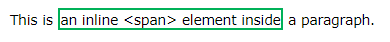 This is an inline <span> element inside a paragraph.